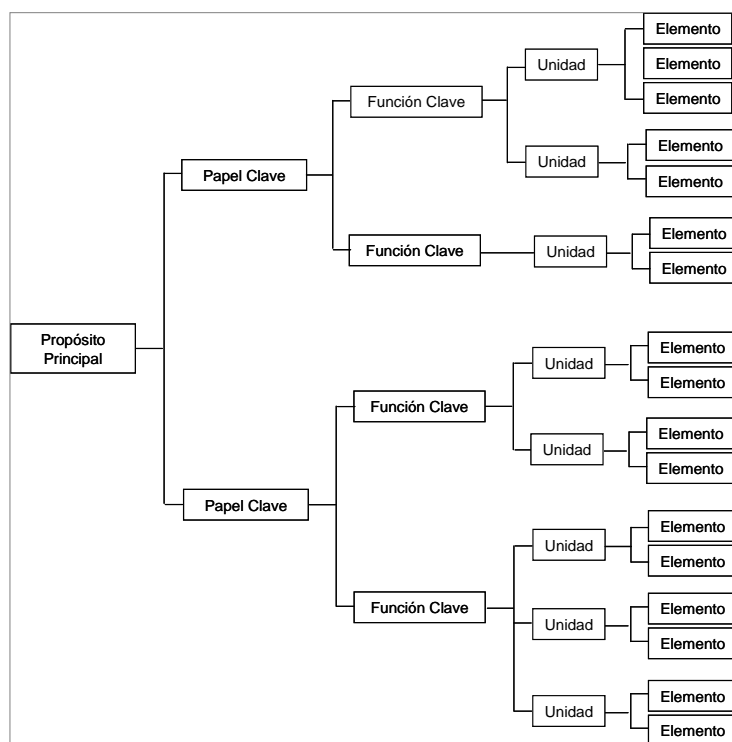 Elemento
Elemento
Elemento
Unidad
Función Clave
Unidad
Elemento
Elemento
Papel Clave
Función Clave
Unidad
Elemento
Elemento
Propósito
Principal
Unidad
Elemento
Elemento
Función Clave
Unidad
Elemento
Elemento
Papel Clave
Unidad
Elemento
Elemento
Función Clave
Unidad
Elemento
Elemento
Unidad
Elemento
Elemento